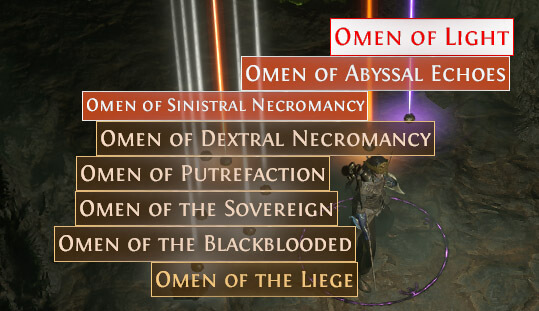 Omen of Light
Omen of Abyssal Echoes
Omen of Sinistral Necromancy
Omen of Dextral Necromancy
Omen of Putrefaction
Omen of the Sovereign
Omen of the Blackblooded
Omen of the Liege